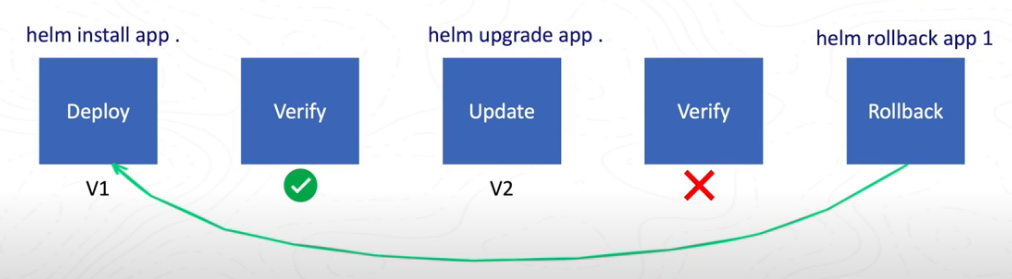 helm install app .
helm upgrade app .
helm rollback app 1
Deploy
Verify
Update
Verify
Rollback
V1
V2